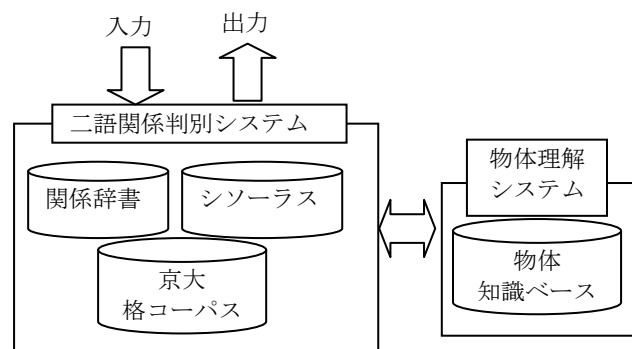 入力
出力
二語関係判別システム
関係辞書
シソーラス
京大
格コーパス
物体理解
システム
物体
知識ベース